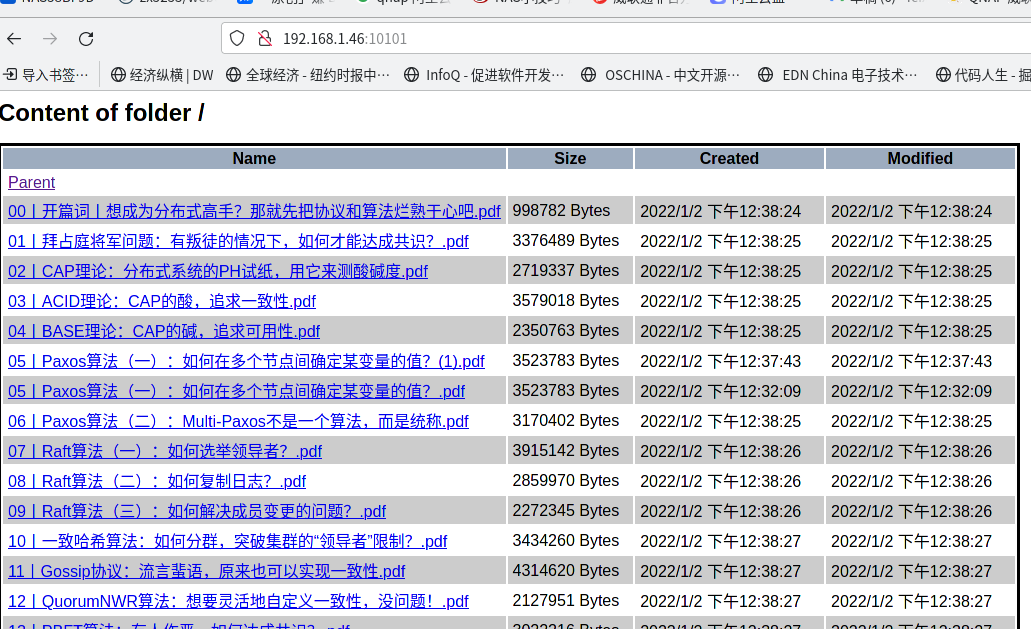 192.168.1.46:10101
导入书签… 经济纵横 | DW 全球经济 - 纽约时报中… InfoQ - 促进软件开发… OSCHINA - 中文开源… EDN China 电子技术… 代码人生 - 掘
Content of folder /
Name Size Created Modified
Parent
00丨开篇词丨想成为分布式高手？那就先把协议和算法烂熟于心吧.pdf 998782 Bytes 2022/1/2 下午12:38:24 2022/1/2 下午12:38:24
01丨拜占庭将军问题：有叛徒的情况下，如何才能达成共识？.pdf 3376489 Bytes 2022/1/2 下午12:38:25 2022/1/2 下午12:38:25
02丨CAP理论：分布式系统的PH试纸，用它来测酸碱度.pdf 2719337 Bytes 2022/1/2 下午12:38:25 2022/1/2 下午12:38:25
03丨ACID理论：CAP的酸，追求一致性.pdf 3579018 Bytes 2022/1/2 下午12:38:25 2022/1/2 下午12:38:25
04丨BASE理论：CAP的碱，追求可用性.pdf 2350763 Bytes 2022/1/2 下午12:38:25 2022/1/2 下午12:38:25
05丨Paxos算法（一）：如何在多个节点间确定某变量的值？(1).pdf 3523783 Bytes 2022/1/2 下午12:37:43 2022/1/2 下午12:37:43
05丨Paxos算法（一）：如何在多个节点间确定某变量的值？.pdf 3523783 Bytes 2022/1/2 下午12:32:09 2022/1/2 下午12:32:09
06丨Paxos算法（二）：Multi-Paxos不是一个算法，而是统称.pdf 3170402 Bytes 2022/1/2 下午12:38:25 2022/1/2 下午12:38:25
07丨Raft算法（一）：如何选举领导者？.pdf 3915142 Bytes 2022/1/2 下午12:38:26 2022/1/2 下午12:38:26
08丨Raft算法（二）：如何复制日志？.pdf 2859970 Bytes 2022/1/2 下午12:38:26 2022/1/2 下午12:38:26
09丨Raft算法（三）：如何解决成员变更的问题？.pdf 2272345 Bytes 2022/1/2 下午12:38:26 2022/1/2 下午12:38:26
10丨一致哈希算法：如何分群，突破集群的“领导者”限制？.pdf 3434260 Bytes 2022/1/2 下午12:38:27 2022/1/2 下午12:38:27
11丨Gossip协议：流言蜚语，原来也可以实现一致性.pdf 4314620 Bytes 2022/1/2 下午12:38:27 2022/1/2 下午12:38:27
12丨QuorumNWR算法：想要灵活地自定义一致性，没问题！.pdf 2127951 Bytes 2022/1/2 下午12:38:27 2022/1/2 下午12:38:27